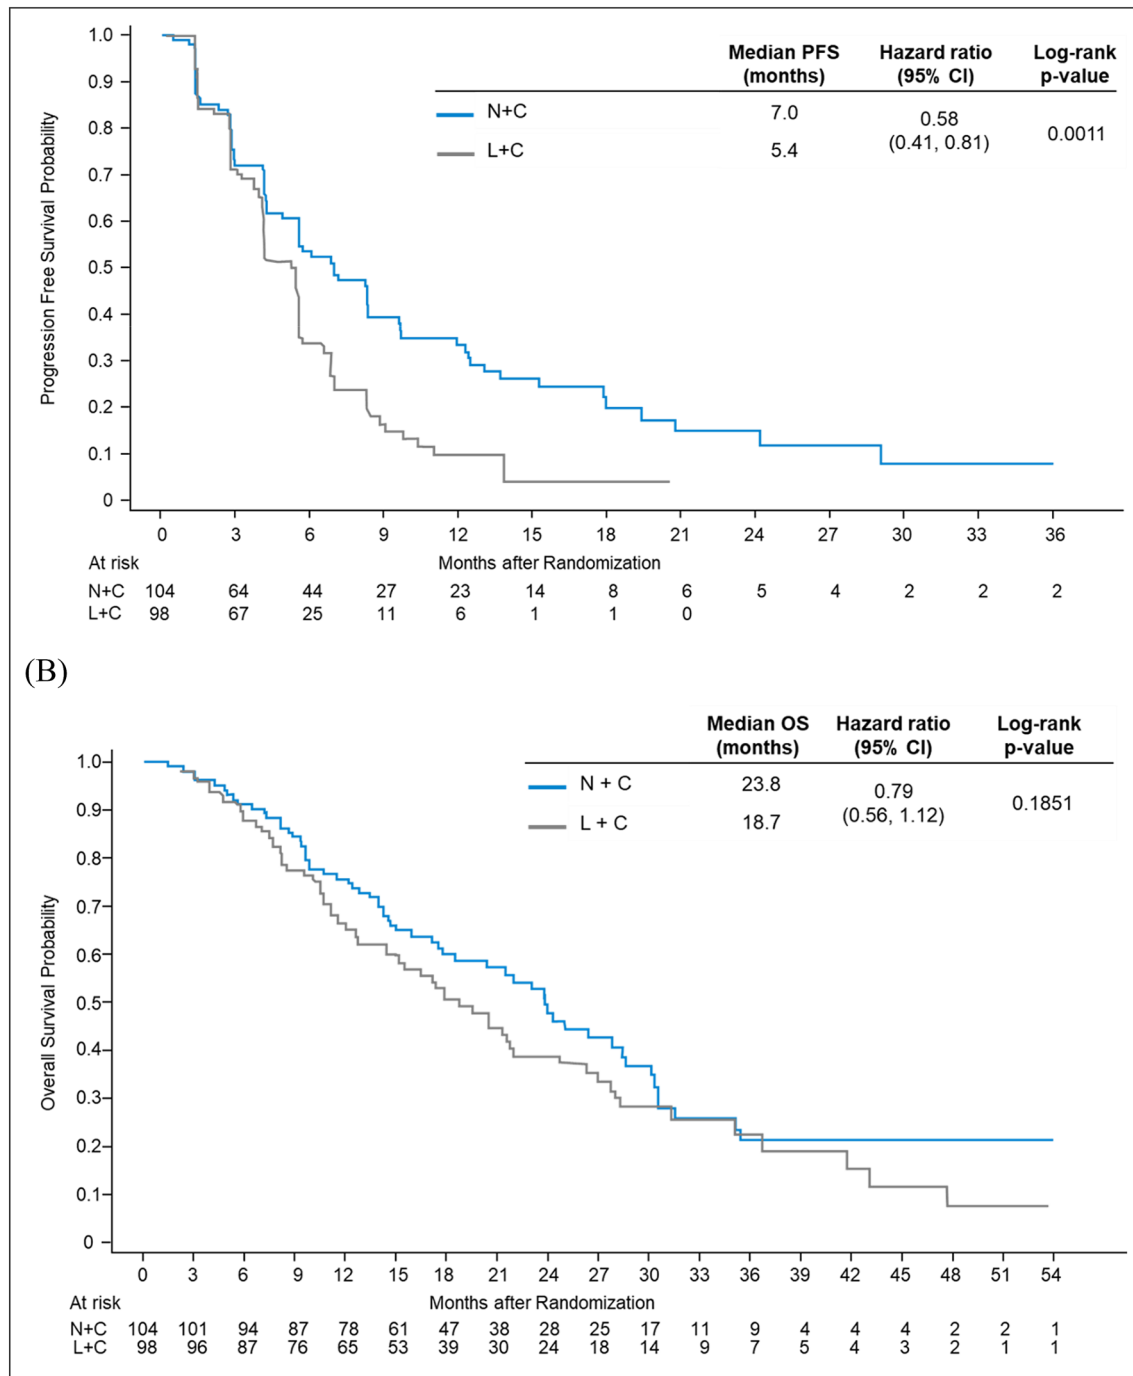 Median PFS Hazard ratio Log-rank
(months) (95% CI) p-value
N+C 7.0 0.58 0.0011
L+C 5.4 (0.41, 0.81)
Progression Free Survival Probability
1.0
0.9
0.8
0.7
0.6
0.5
0.4
0.3
0.2
0.1
0
0 3 6 9 12 15 18 21 24 27 30 33 36
At risk Months after Randomization
N+C 104 64 44 27 23 14 8 6 5 4 2 2 2
L+C 98 67 25 11 6 1 1 0
(B)
Median OS Hazard ratio Log-rank
(months) (95% CI) p-value
N + C 23.8 0.79 0.1851
L + C 18.7 (0.56, 1.12)
Overall Survival Probability
1.0
0.9
0.8
0.7
0.6
0.5
0.4
0.3
0.2
0.1
0
0 3 6 9 12 15 18 21 24 27 30 33 36 39 42 45 48 51 54
At risk Months after Randomization
N+C 104 101 94 87 78 61 47 38 28 25 17 11 9 4 4 4 2 2 1
L+C 98 96 87 76 65 53 39 30 24 18 14 9 7 5 4 3 2 1 1